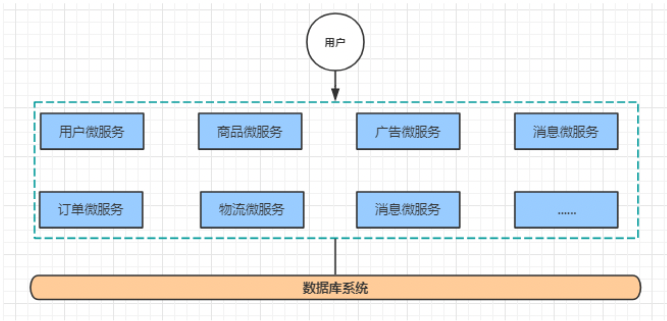 用户
用户微服务
商品微服务
广告微服务
消息微服务
订单微服务
物流微服务
消息微服务
......
数据库系统